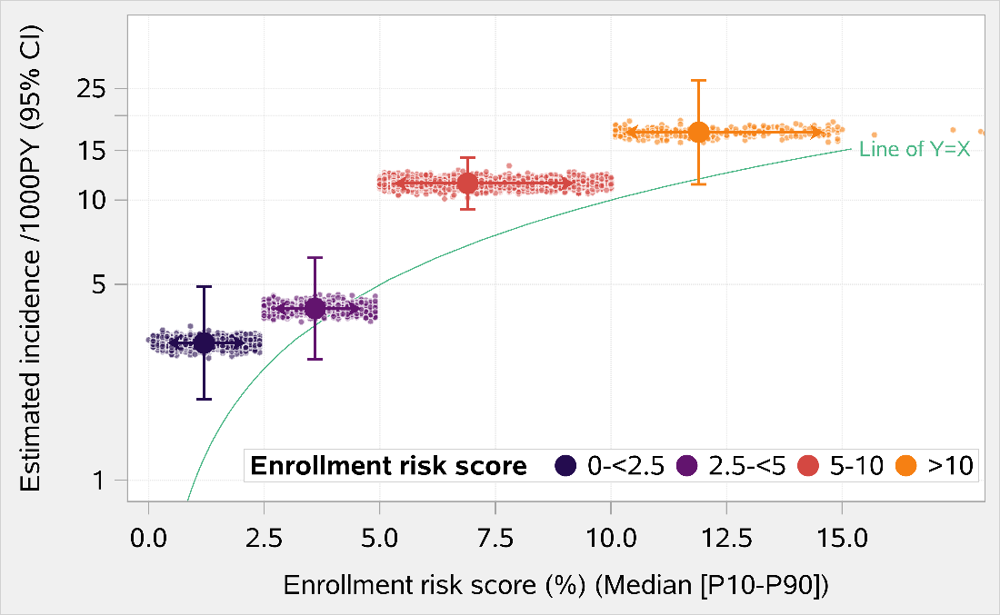 Estimated incidence /1000PY (95% CI)
25
15
10
5
1
Line of Y=X
Enrollment risk score 0-<2.5 2.5-<5 5-10 >10
0.0 2.5 5.0 7.5 10.0 12.5 15.0
Enrollment risk score (%) (Median [P10-P90])